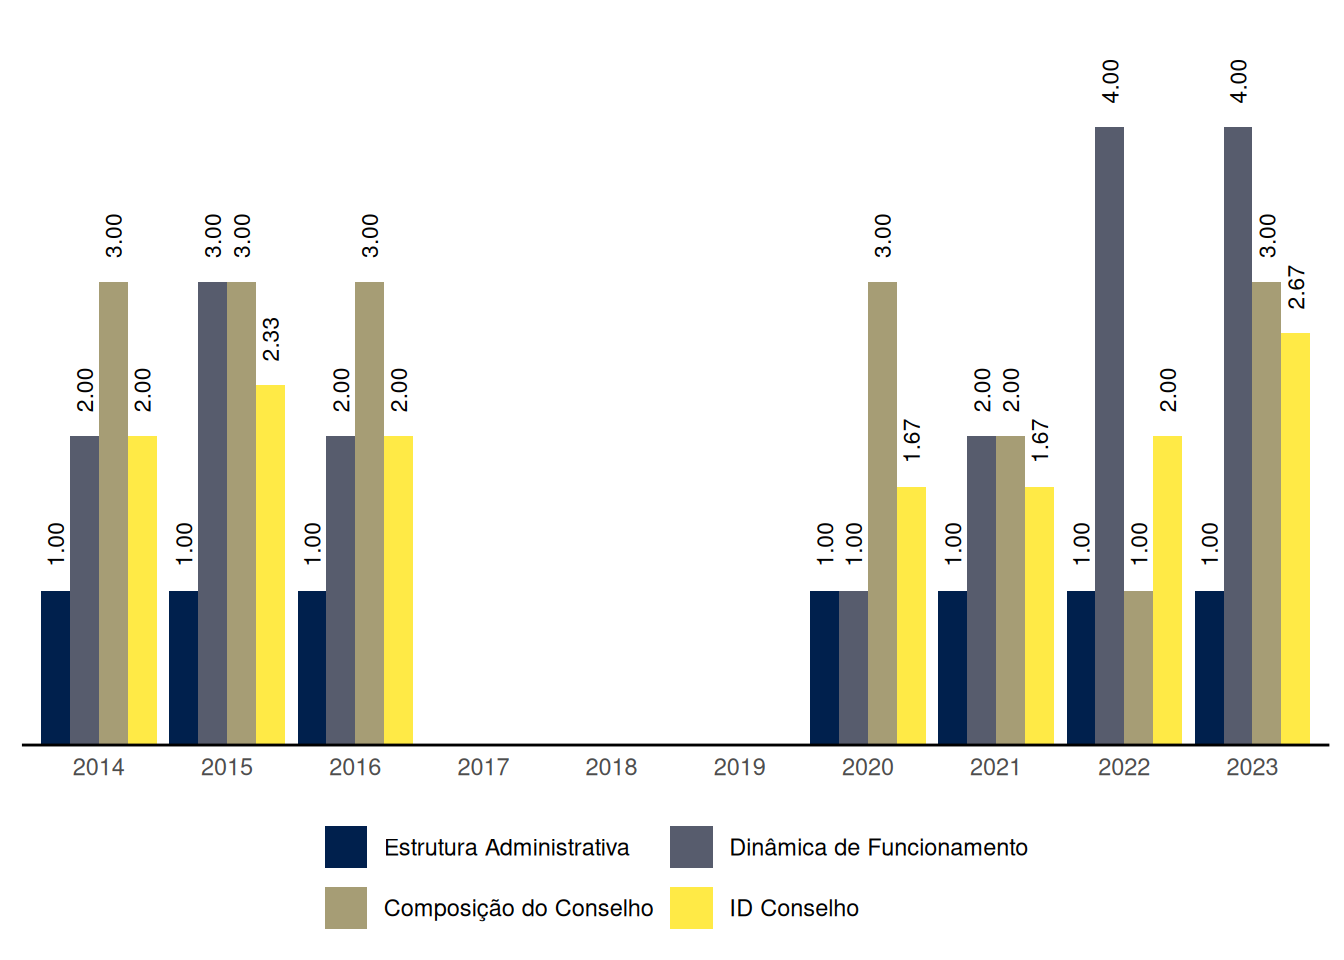 4.00 4.00
3.00 3.00 3.00 3.00 3.00 3.00
2.67
2.33
2.00 2.00 2.00 2.00 2.00 2.00 2.00
1.67 1.67
1.00 1.00 1.00 1.00 1.00 1.00 1.00 1.00 1.00
2014 2015 2016 2017 2018 2019 2020 2021 2022 2023
Estrutura Administrativa Dinâmica de Funcionamento
Composição do Conselho ID Conselho